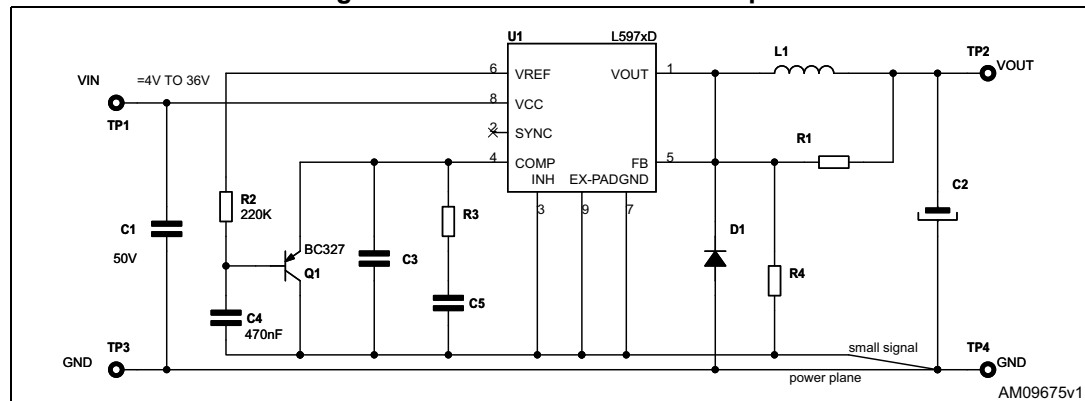 U1
L597xD
L1
TP2
VIN
=4V TO 36V
6
VREF
VOUT
1
VOUT
8
VCC
TP1
2
SYNC
R1
4
COMP
FB
5
INH
EX-PAD
GND
R2
220K
3
9
7
C2
C1
R3
D1
50V
BC327
C3
R4
Q1
C4
470nF
C5
TP3
small signal
TP4
GND
GND
power plane
AM09675v1